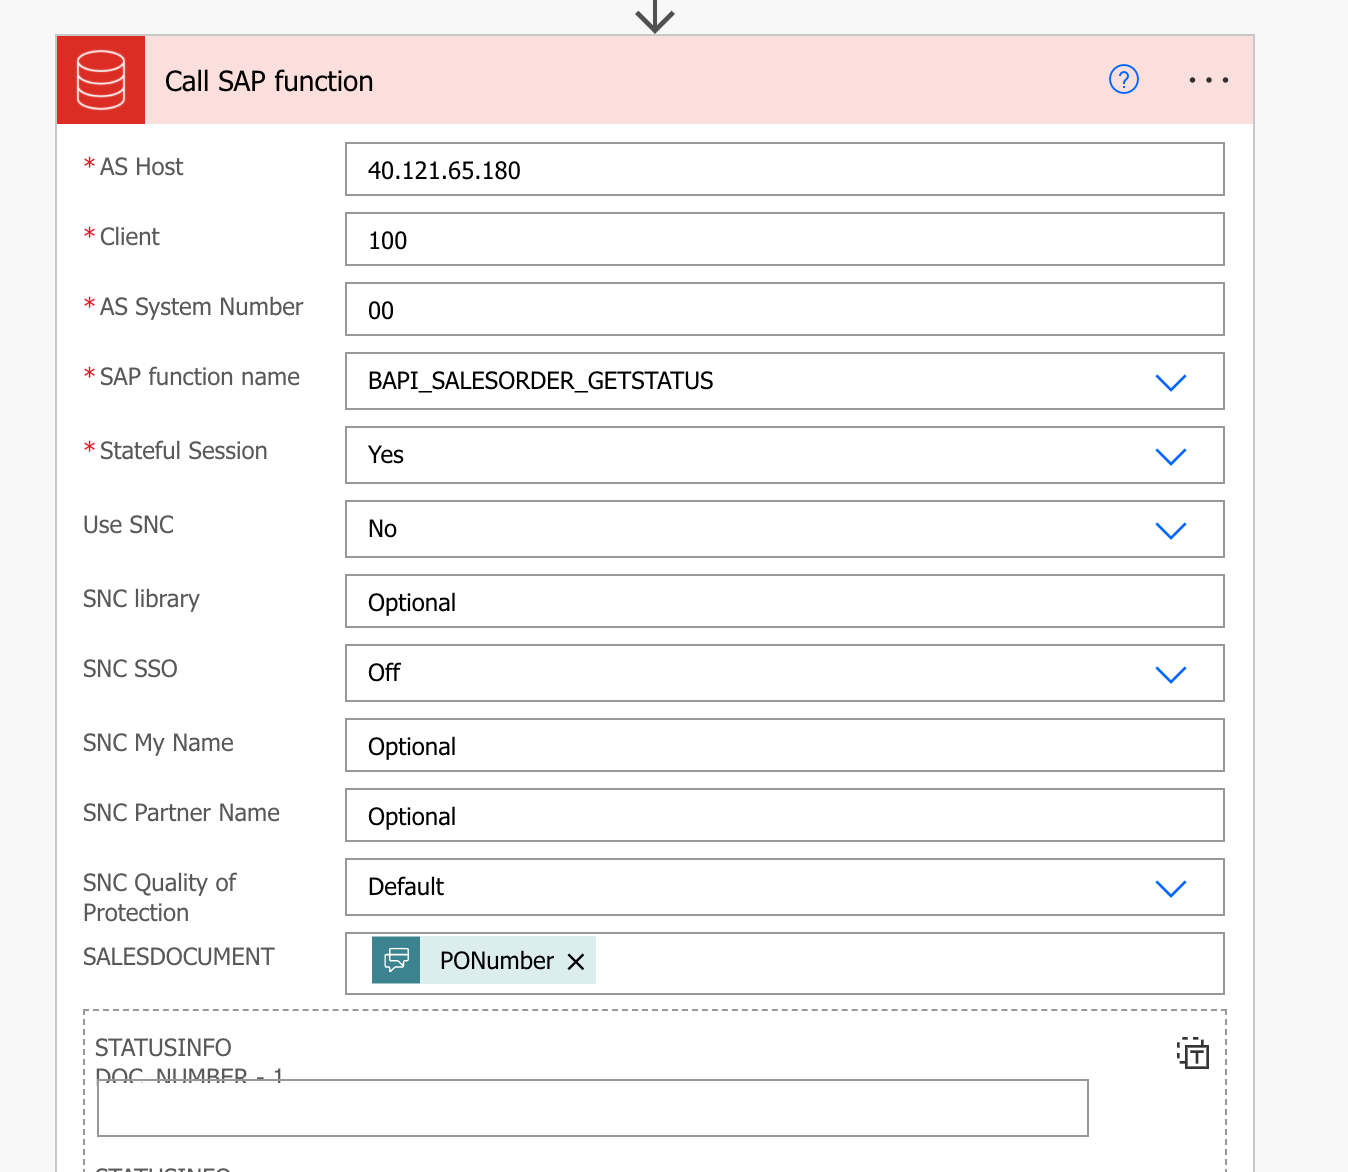 Call SAP function
* AS Host
40.121.65.180
* Client
100
* AS System Number
00
* SAP function name
BAPI_SALESORDER_GETSTATUS
* Stateful Session
Yes
Use SNC
No
SNC library
Optional
SNC SSO
Off
SNC My Name
Optional
SNC Partner Name
Optional
SNC Quality of
Protection
Default
SALESDOCUMENT
PONumber
STATUSINFO
DOC_NUMBER - 1
STATUSINFO